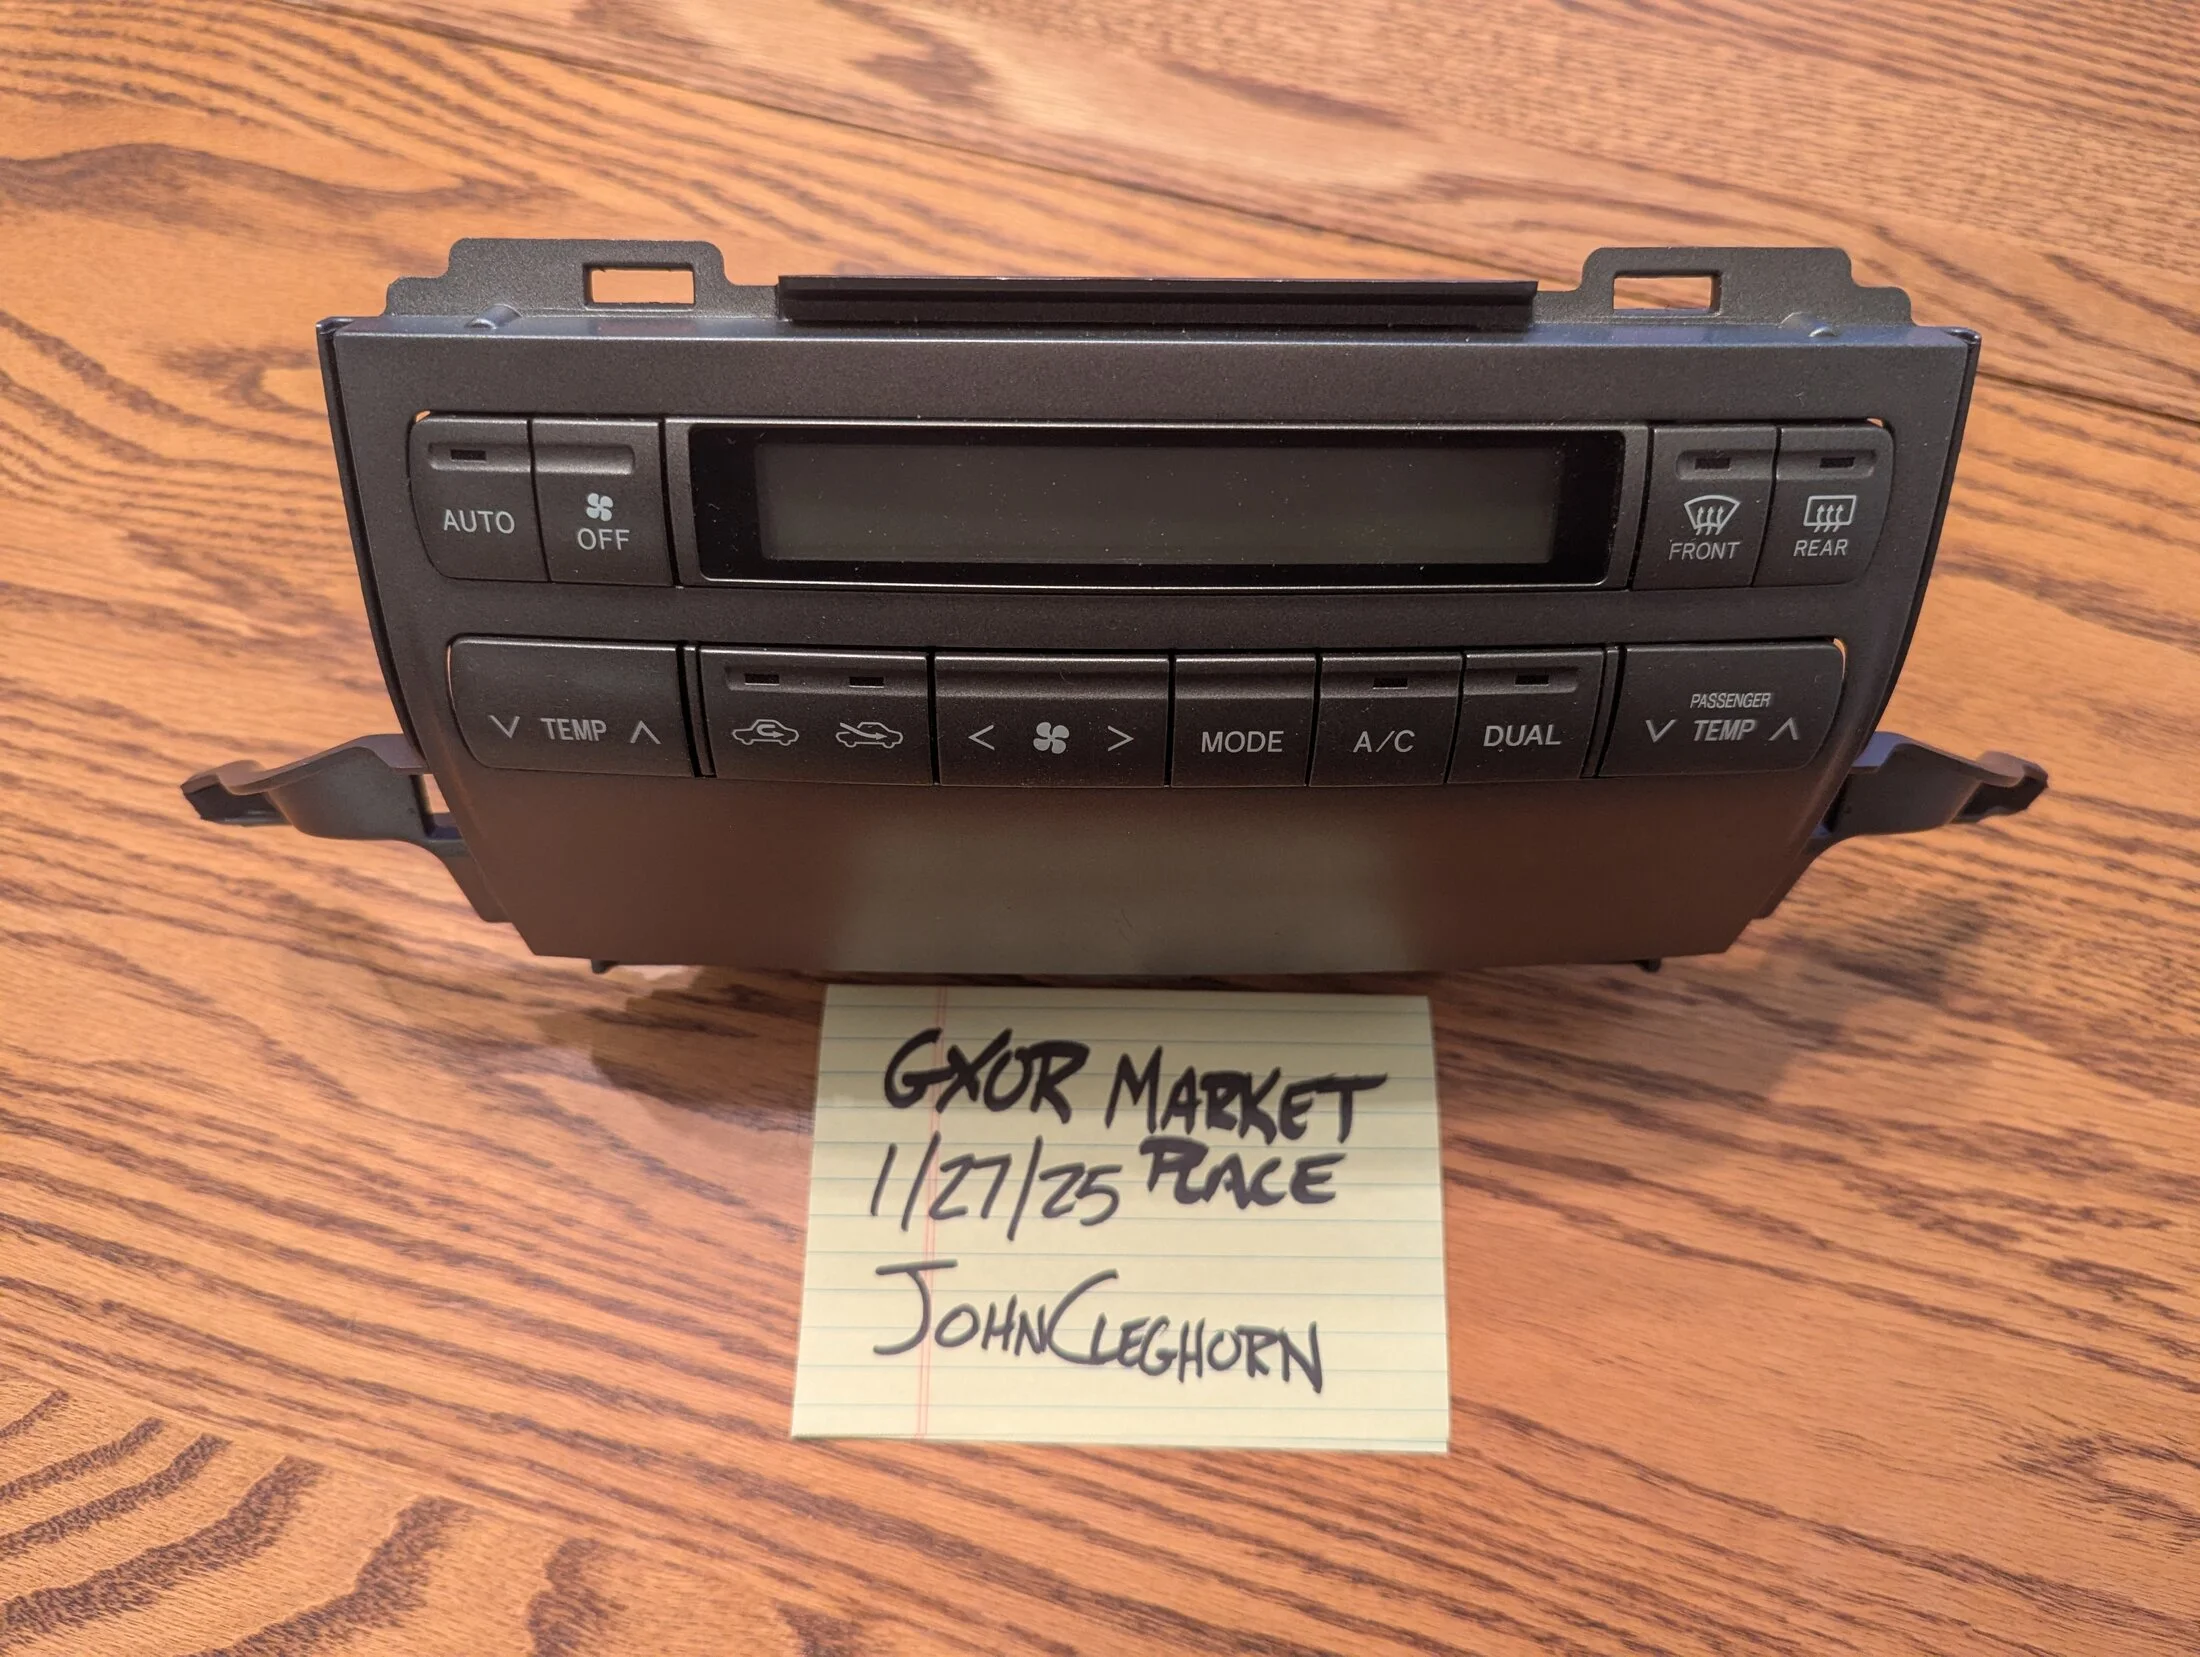 AUTO
OFF
FRONT
REAR
∨ TEMP ∧
< >
MODE
A/C
DUAL
PASSENGER
∨ TEMP ∧
GXOR MARKET
PLACE
1/27/25
JOHNCLEGHORN